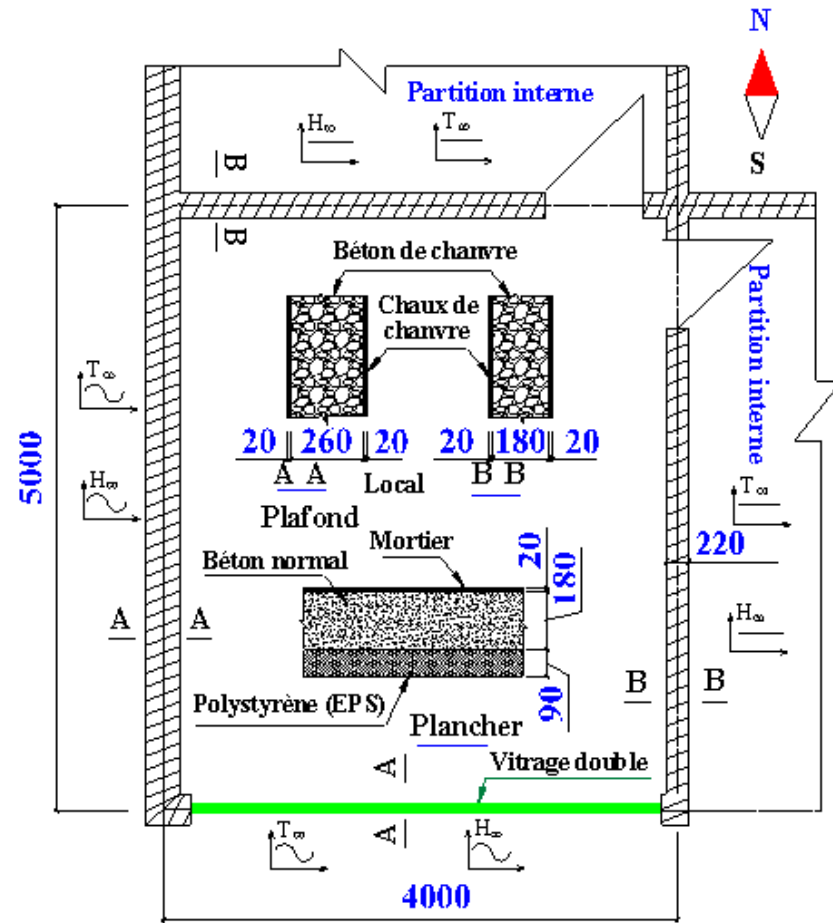 N
Partition interne
H∞
T∞
B
S
B
Béton de chanvre
Chaux de
chanvre
Partition interne
T∞
5000
20
260
20
20
180
20
A A
B B
H∞
Local
T∞
Plafond
Mortier
20
220
Béton normal
180
A
A
H∞
B
B
Polystyrène (EPS)
90
Plancher
A
Vitrage double
T∞
A
H∞
4000